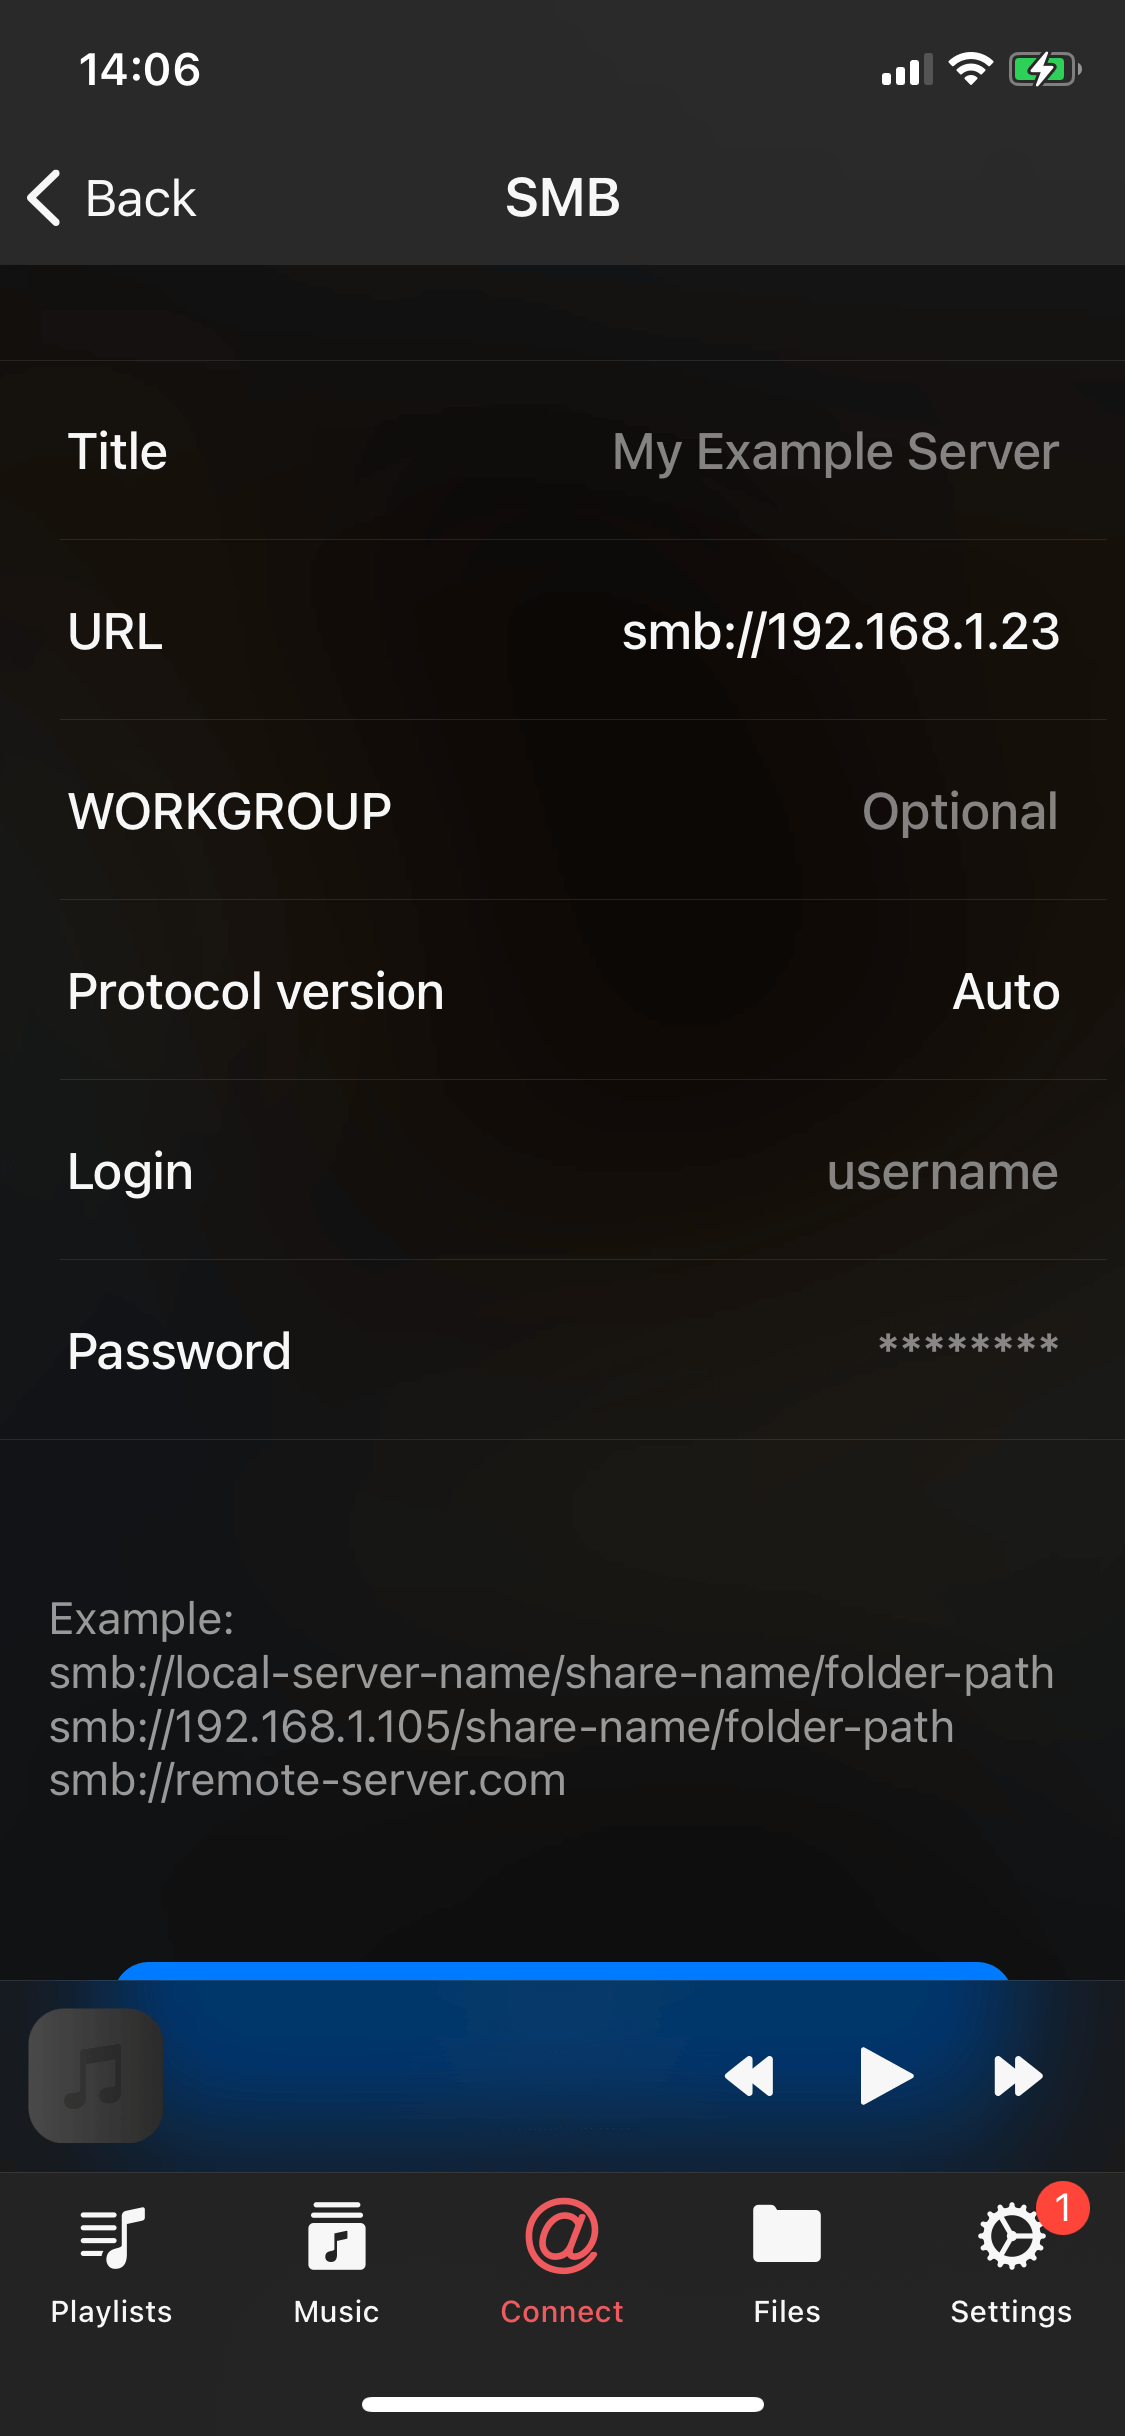 14:06
Back
SMB
Title
My Example Server
URL
smb://192.168.1.23
WORKGROUP
Optional
Protocol version
Auto
Login
username
Password
********
Example:
smb://local-server-name/share-name/folder-path
smb://192.168.1.105/share-name/folder-path
smb://remote-server.com
1
Playlists
Music
Connect
Files
Settings